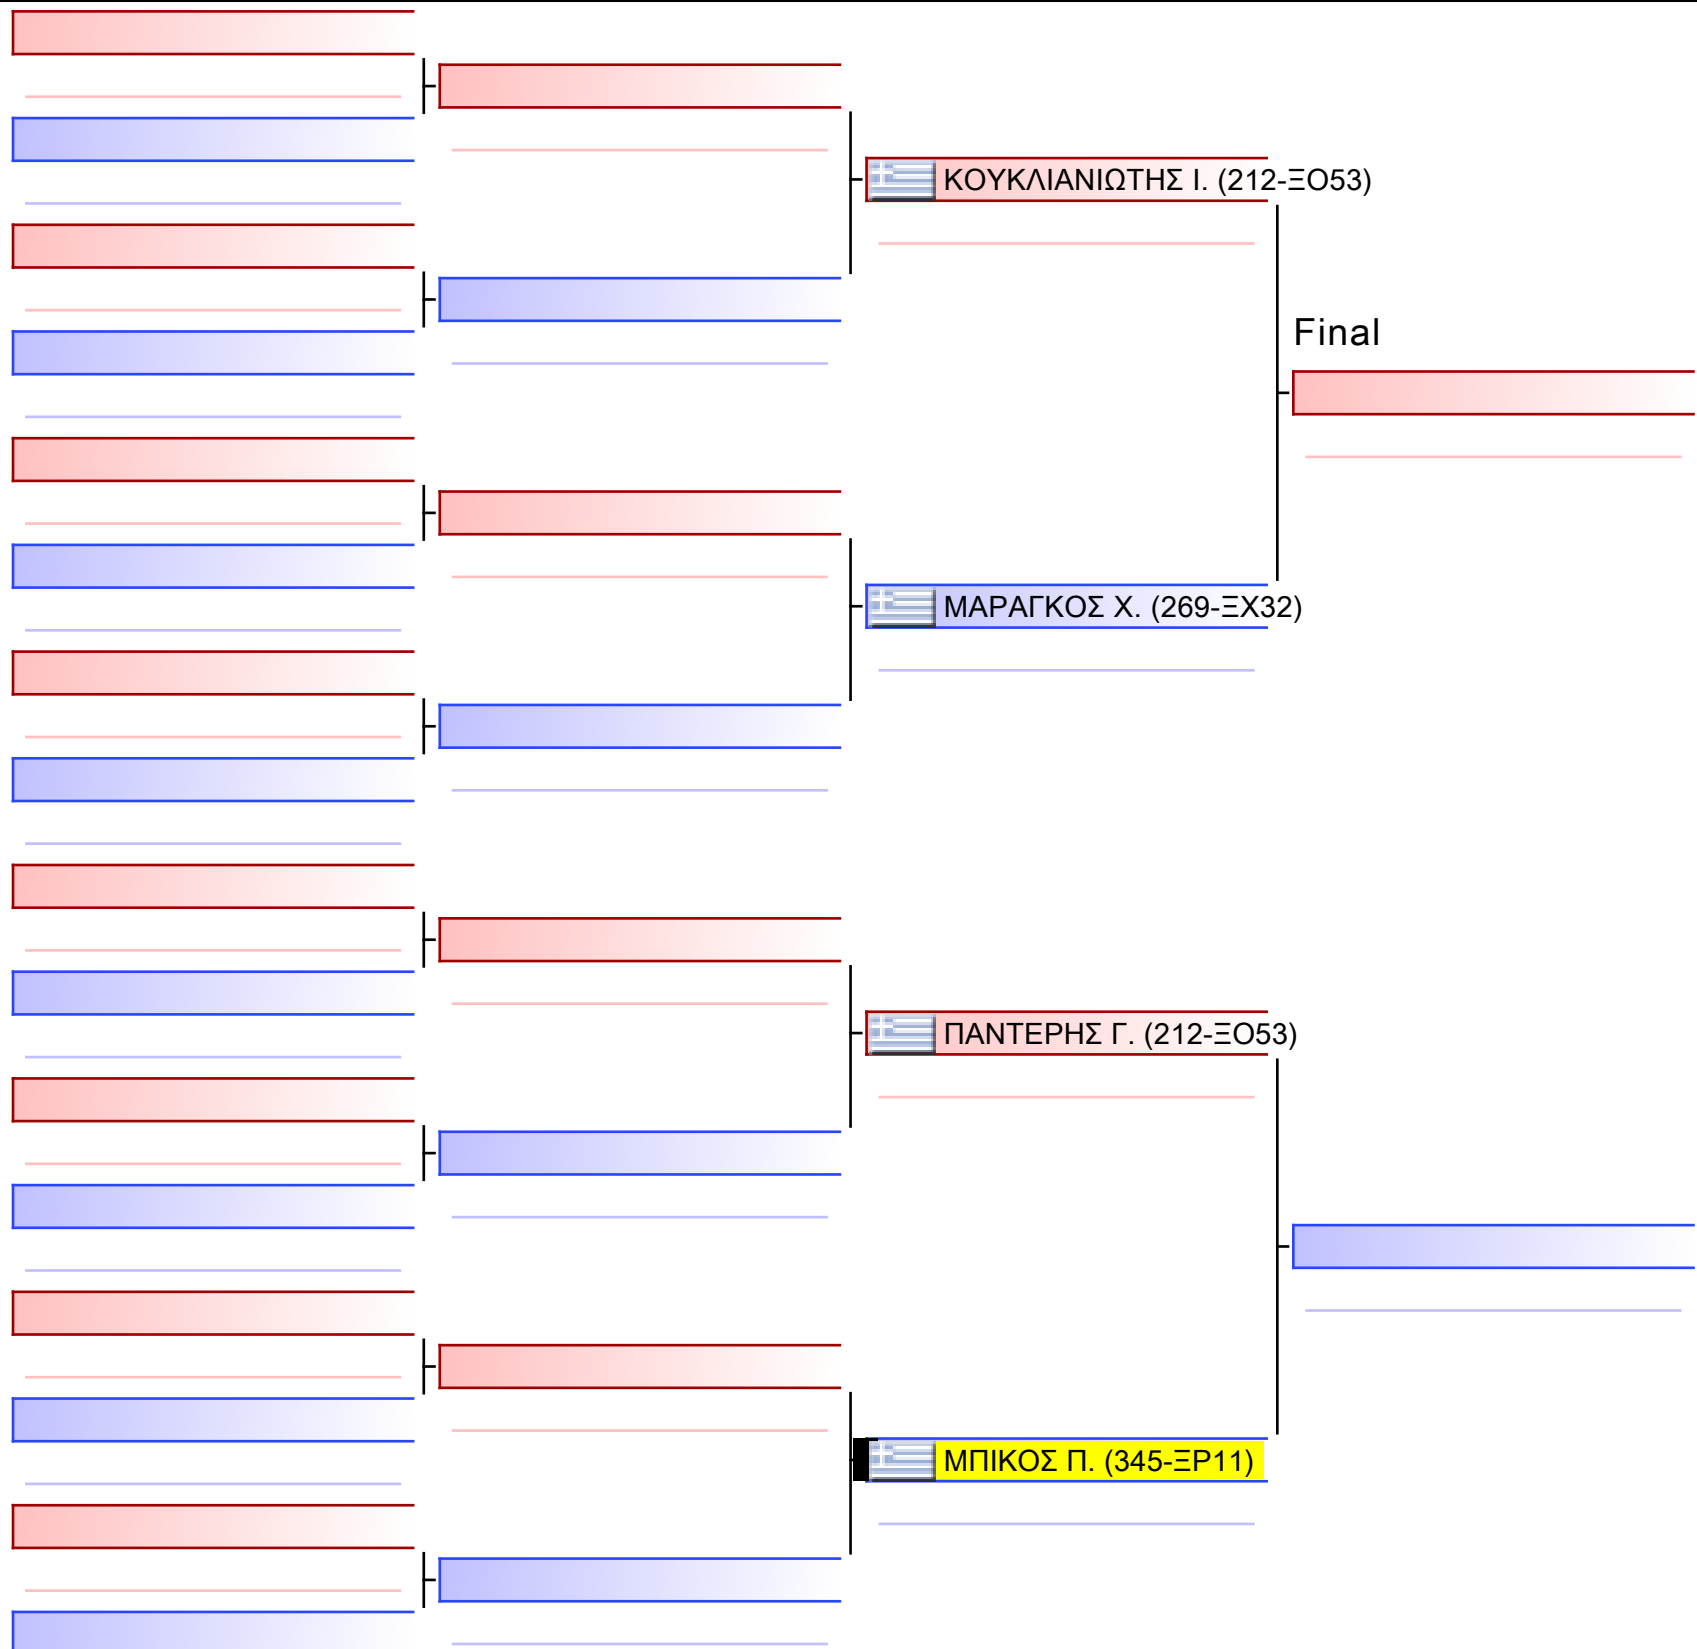 ΚΟΥΚΛΙΑΝΙΩΤΗΣ Ι. (212-ΞΟ53)
Final
ΜΑΡΑΓΚΟΣ Χ. (269-ΞΧ32)
ΠΑΝΤΕΡΗΣ Γ. (212-ΞΟ53)
ΜΠΙΚΟΣ Π. (345-ΞΡ11)